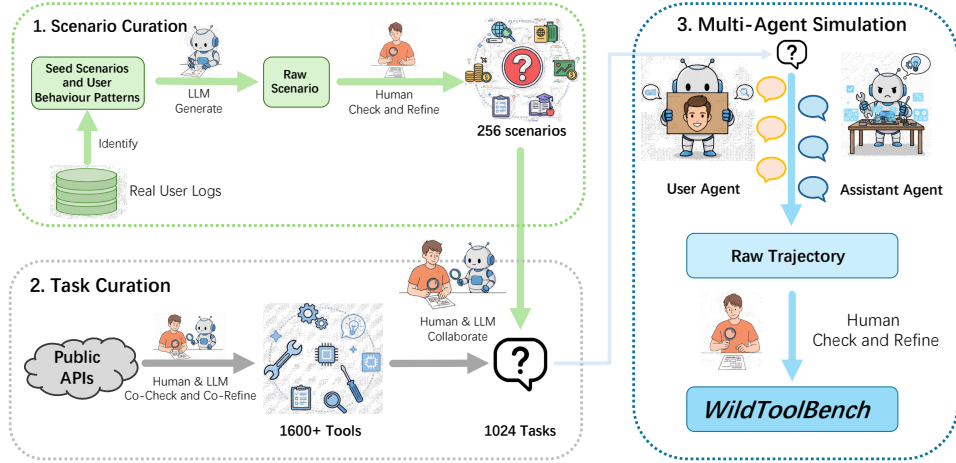 1. Scenario Curation
Seed Scenarios
and User
Behaviour Patterns
LLM
Generate
Raw
Scenario
Human
Check and Refine
256 scenarios
Identify
Real User Logs
2. Task Curation
Public
APIs
Human & LLM
Co-Check and Co-Refine
1600+ Tools
Human & LLM
Collaborate
?
1024 Tasks
3. Multi-Agent Simulation
?
User Agent
Assistant Agent
Raw Trajectory
Human
Check and Refine
WildToolBench